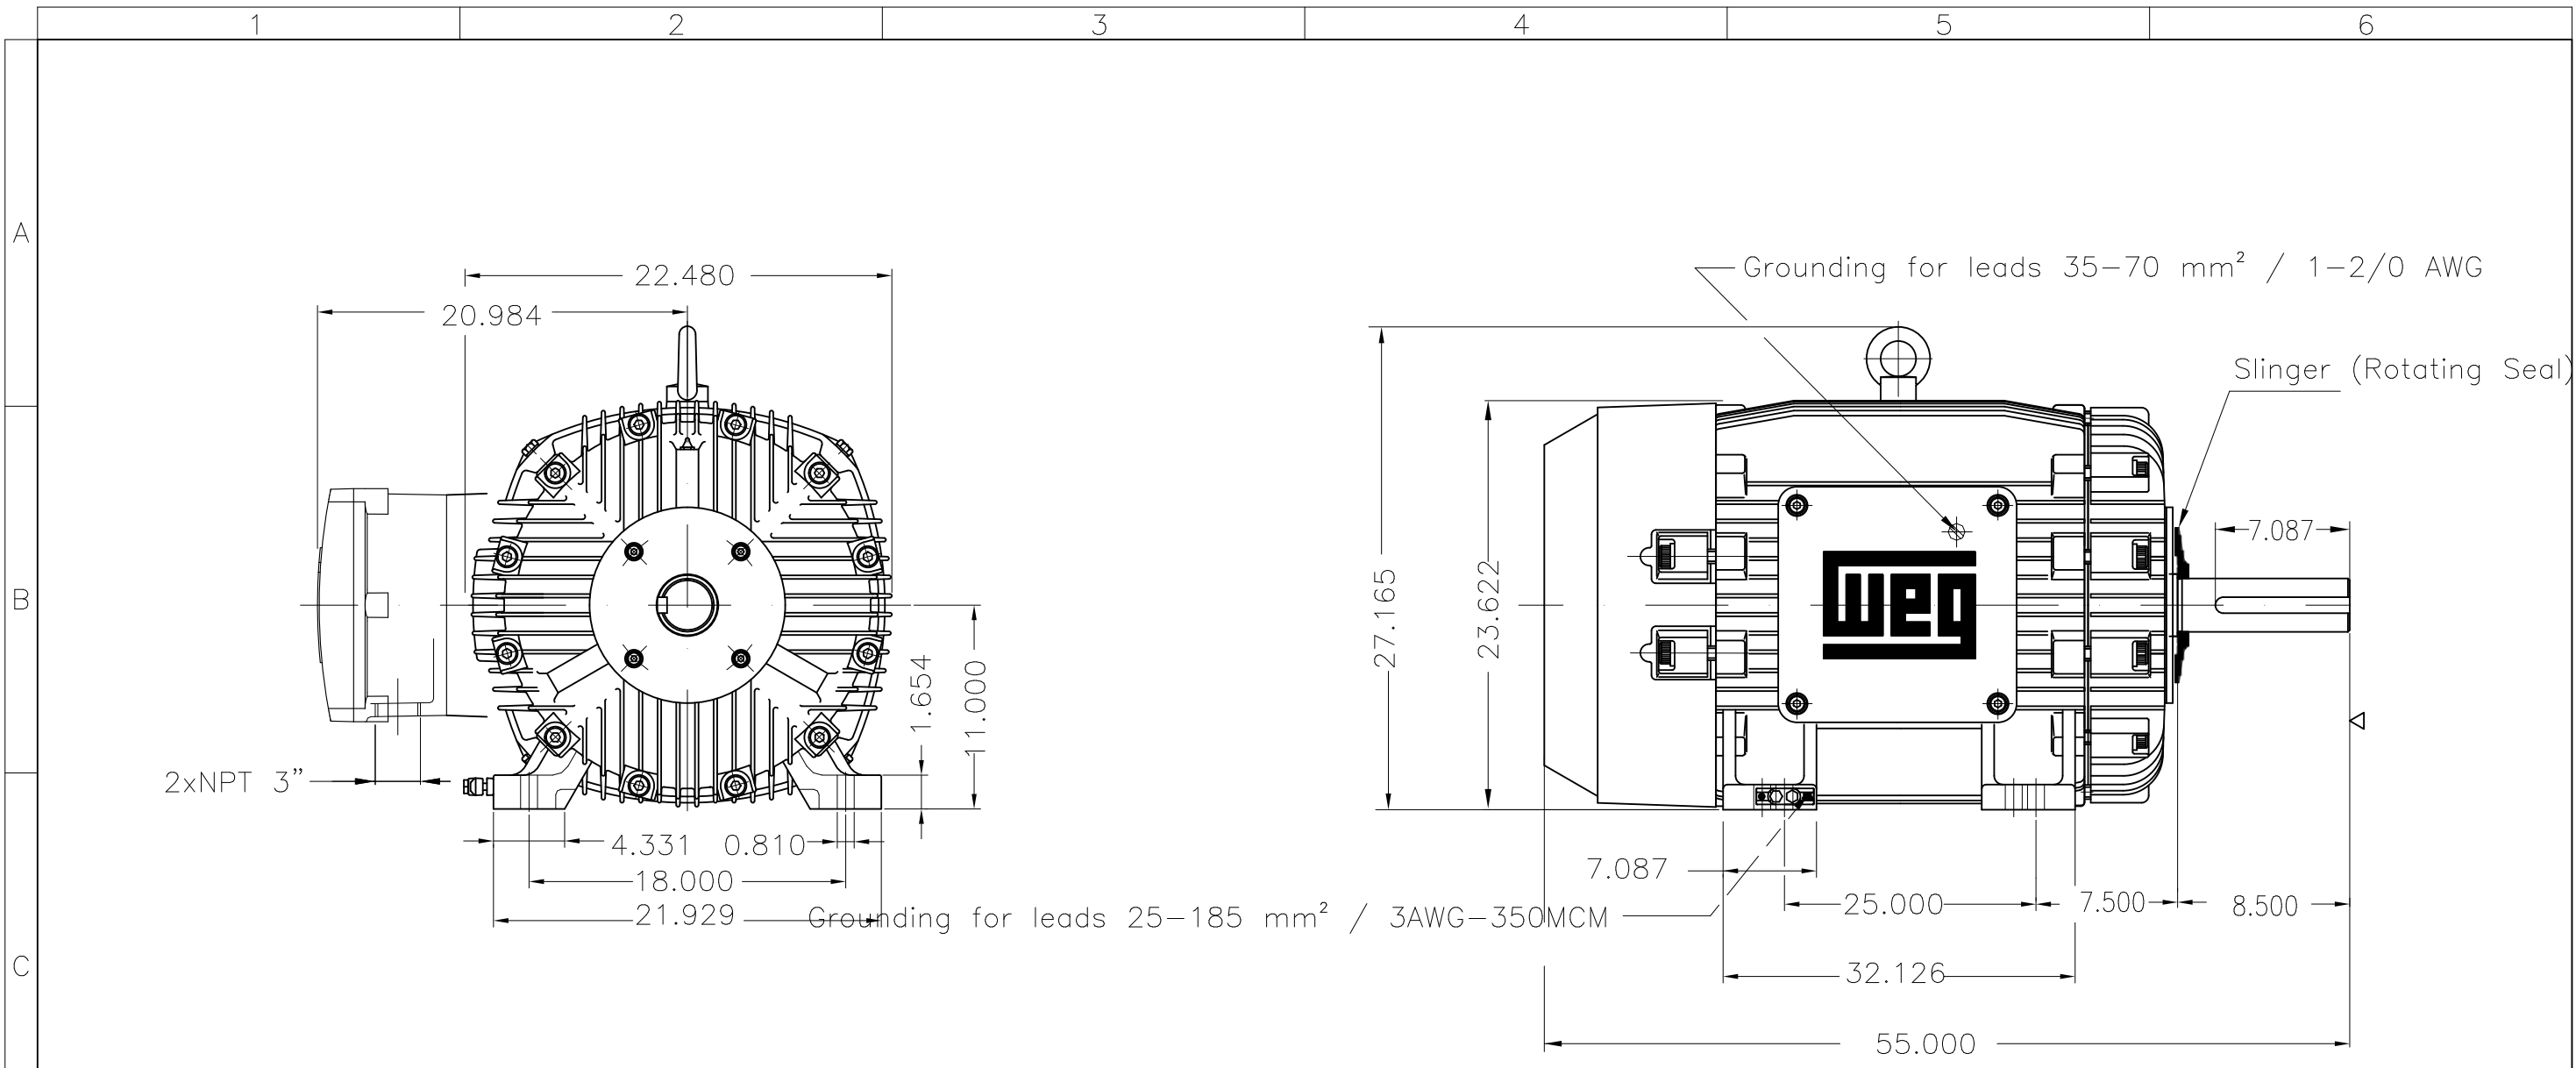 1 2 3 4 5 6
A
22.480
Grounding for leads 35-70 mm² / 1-2/0 AWG
20.984
Slinger (Rotating Seal)
B
7.087
27.165
23.622
weg
1.654
11.000
2xNPT 3"
4.331 0.810
7.087
18.000
25.000 7.500 8.500
21.929
Grounding for leads 25-185 mm² / 3AWG-350MCM
C
32.126
55.000